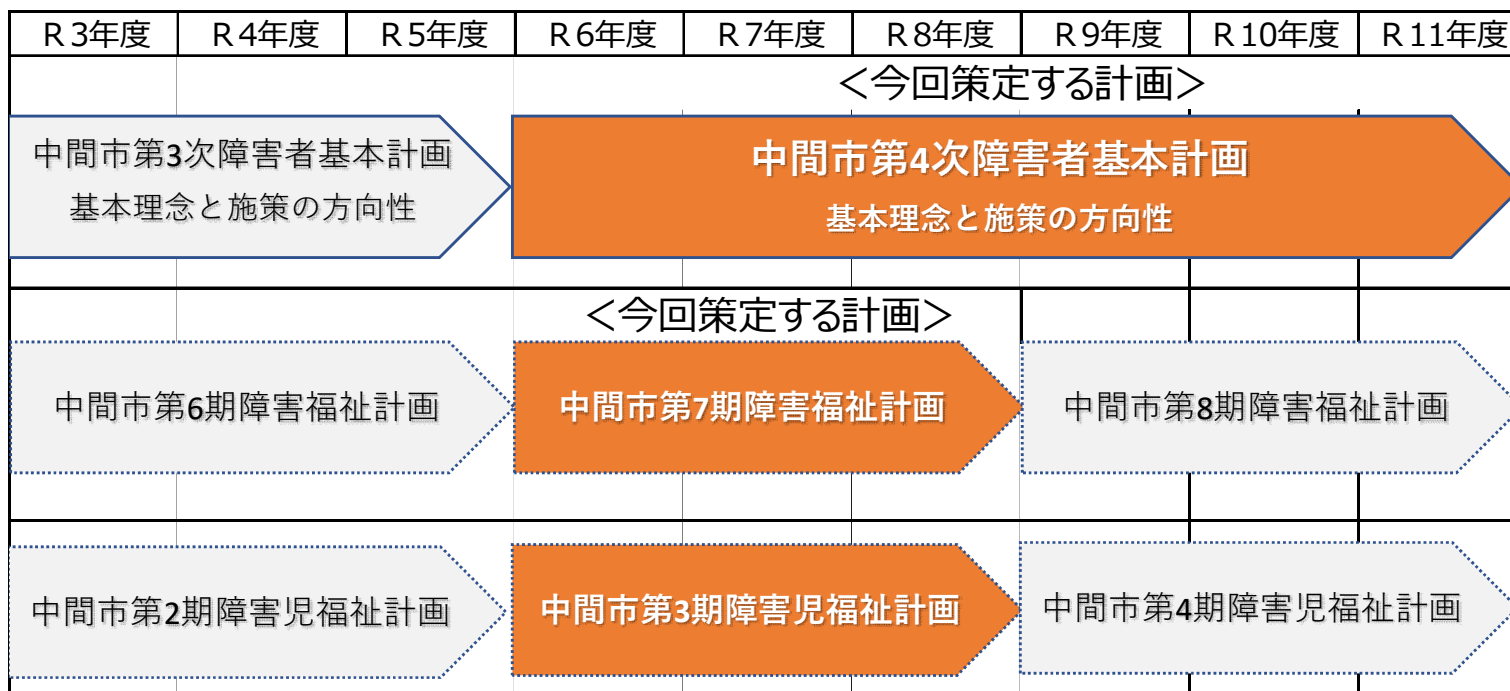 R3年度 R4年度 R5年度 R6年度 R7年度 R8年度 R9年度 R10年度 R11年度
＜今回策定する計画＞
中間市第3次障害者基本計画
基本理念と施策の方向性
中間市第4次障害者基本計画
基本理念と施策の方向性
＜今回策定する計画＞
中間市第6期障害福祉計画
中間市第7期障害福祉計画
中間市第8期障害福祉計画
中間市第2期障害児福祉計画
中間市第3期障害児福祉計画
中間市第4期障害児福祉計画